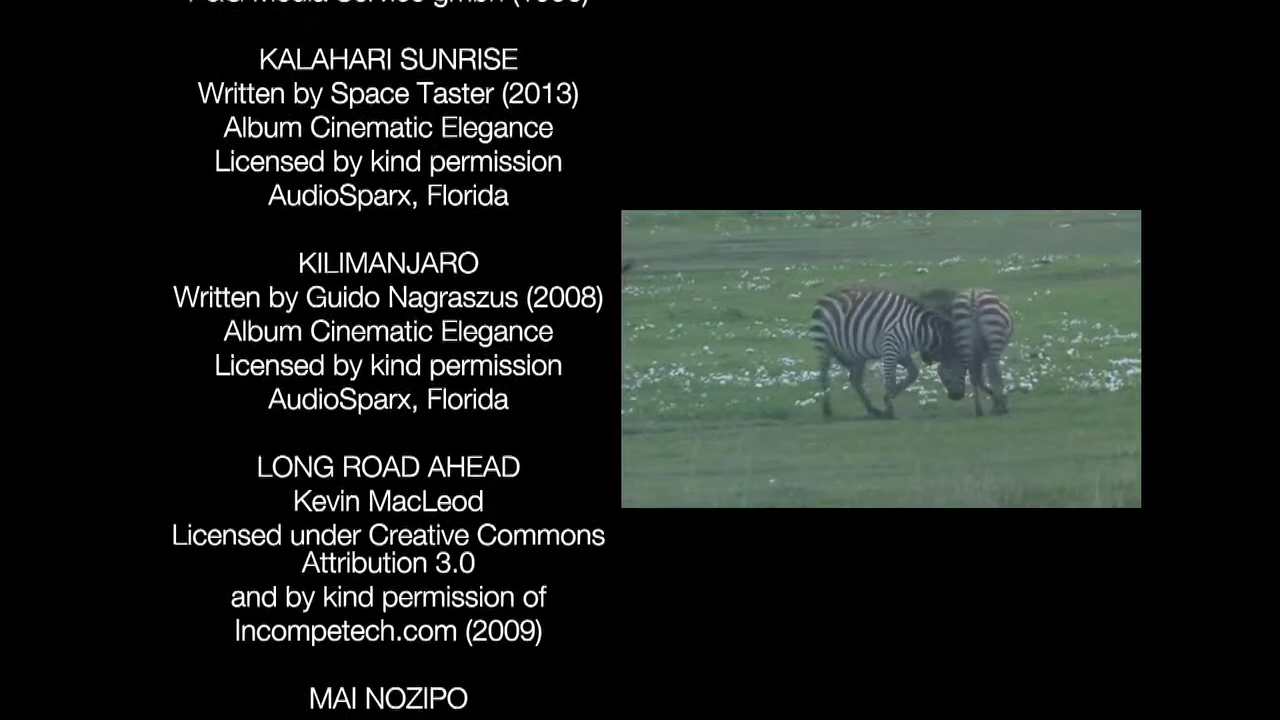 KALAHARI SUNRISE
Written by Space Taster (2013)
Album Cinematic Elegance
Licensed by kind permission
AudioSparx, Florida
KILIMANJARO
Written by Guido Nagraszus (2008)
Album Cinematic Elegance
Licensed by kind permission
AudioSparx, Florida
LONG ROAD AHEAD
Kevin MacLeod
Licensed under Creative Commons
Attribution 3.0
and by kind permission of
Incompetech.com (2009)
MAI NOZIPO